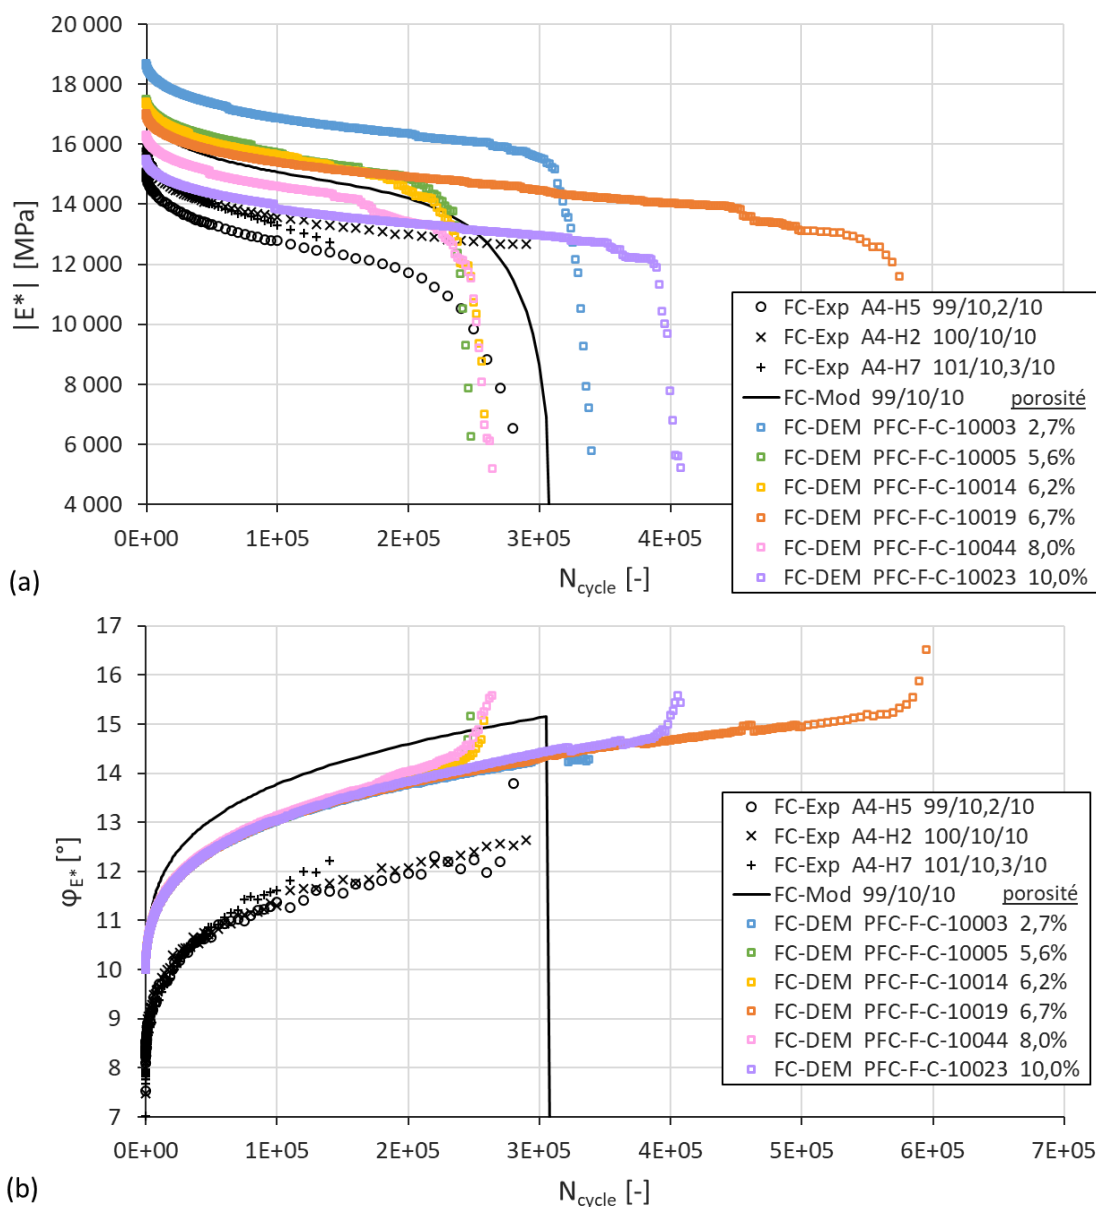 20 000
18 000
16 000
14 000
12 000
10 000
8 000
6 000
4 000
|E*| [MPa]
0E+00
1E+05
2E+05
3E+05
4E+05
N_cycle [-]
(a)
FC-Exp A4-H5 99/10,2/10
FC-Exp A4-H2 100/10/10
FC-Exp A4-H7 101/10,3/10
FC-Mod 99/10/10 porosité
FC-DEM PFC-F-C-10003 2,7%
FC-DEM PFC-F-C-10005 5,6%
FC-DEM PFC-F-C-10014 6,2%
FC-DEM PFC-F-C-10019 6,7%
FC-DEM PFC-F-C-10044 8,0%
FC-DEM PFC-F-C-10023 10,0%
17
16
15
14
13
12
11
10
9
8
7
φ_E* [°]
FC-Exp A4-H5 99/10,2/10
FC-Exp A4-H2 100/10/10
FC-Exp A4-H7 101/10,3/10
FC-Mod 99/10/10 porosité
FC-DEM PFC-F-C-10003 2,7%
FC-DEM PFC-F-C-10005 5,6%
FC-DEM PFC-F-C-10014 6,2%
FC-DEM PFC-F-C-10019 6,7%
FC-DEM PFC-F-C-10044 8,0%
FC-DEM PFC-F-C-10023 10,0%
0E+00
1E+05
2E+05
3E+05
4E+05
5E+05
6E+05
7E+05
N_cycle [-]
(b)